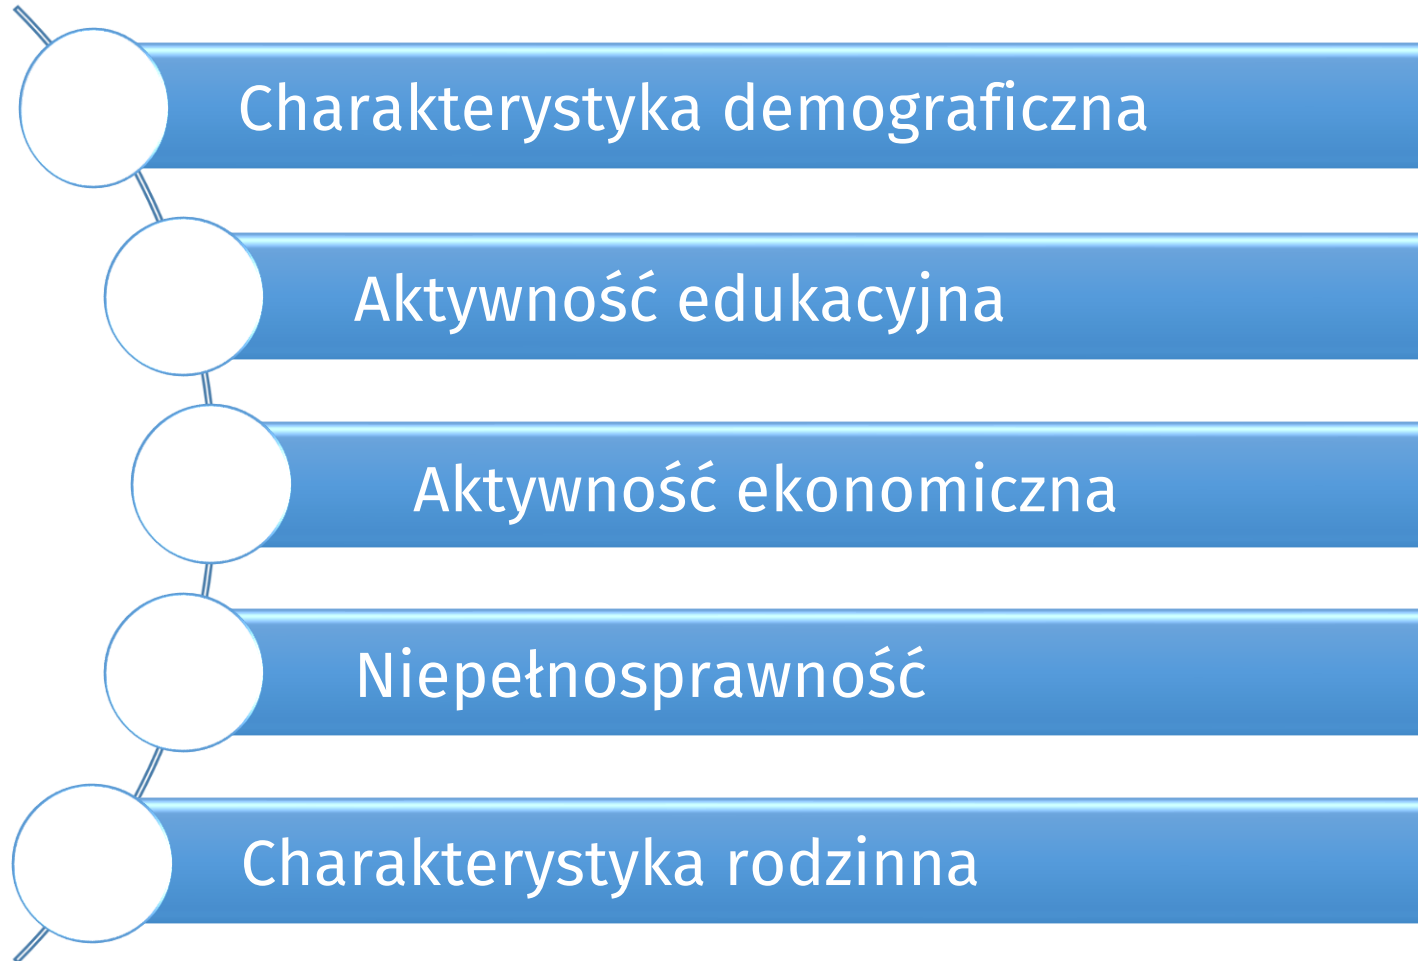 Charakterystyka demograficzna
Aktywność edukacyjna
Aktywność ekonomiczna
Niepełnosprawność
Charakterystyka rodzinna